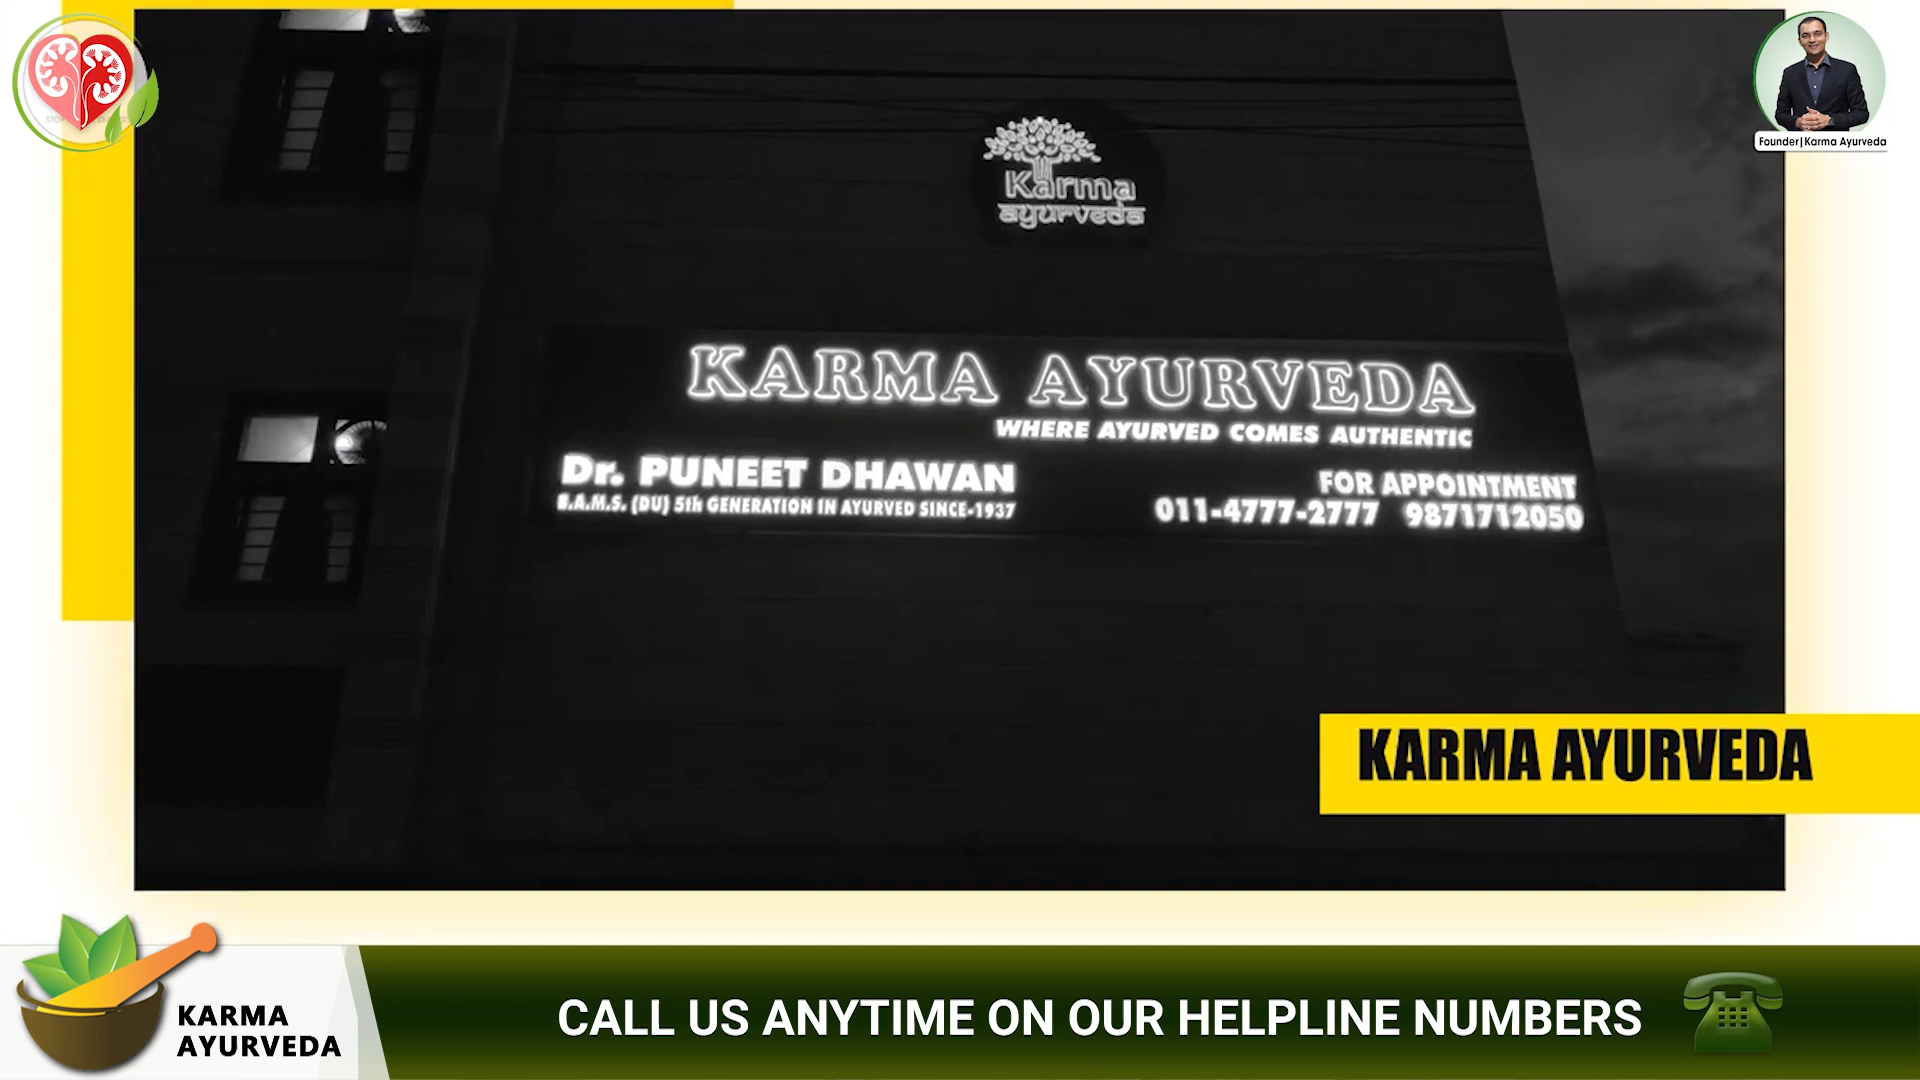 Founder|Karma Ayurveda
Karma
ayurveda
KARMA AYURVEDA
WHERE AYURVED COMES AUTHENTIC
Dr. PUNEET DHAWAN
B.A.M.S. (DU) 5th GENERATION IN AYURVED SINCE-1937
FOR APPOINTMENT
011-4777-2777 9871712050
KARMA AYURVEDA
KARMA
AYURVEDA
CALL US ANYTIME ON OUR HELPLINE NUMBERS